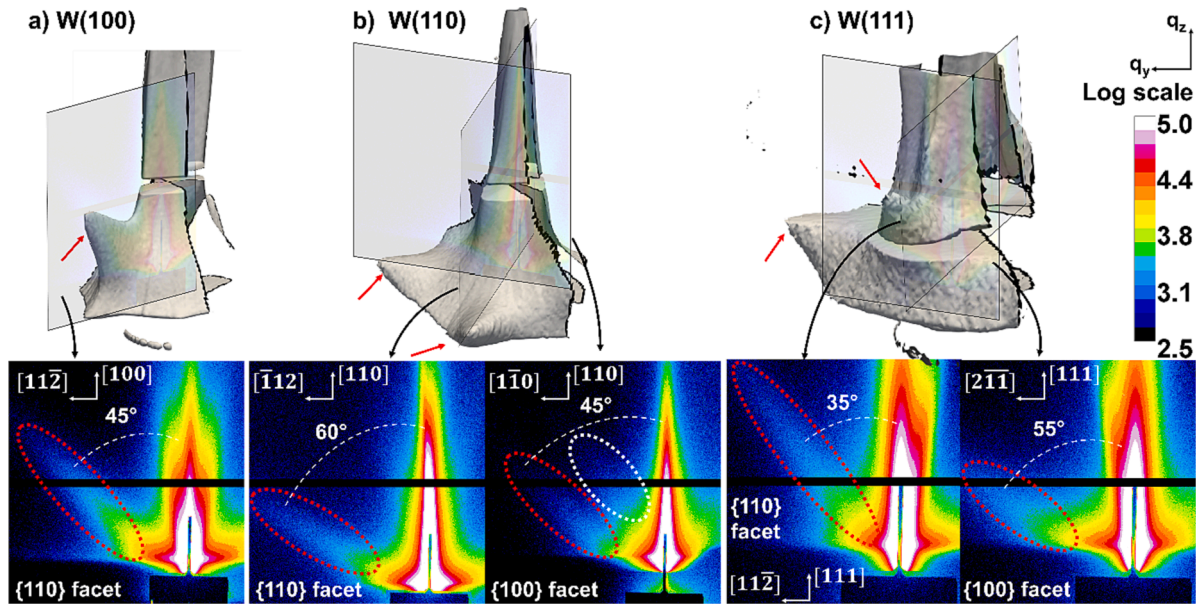 a) W(100)
b) W(110)
c) W(111)
q_z
q_y
Log scale
5.0
4.4
3.8
3.1
2.5
[112̅]
[100]
45°
{110} facet
[1̅12]
[110]
60°
{110} facet
[11̅0]
[110]
45°
{100} facet
35°
{110}
facet
[112̅]
[111]
[21̅1̅]
[111]
55°
{100} facet